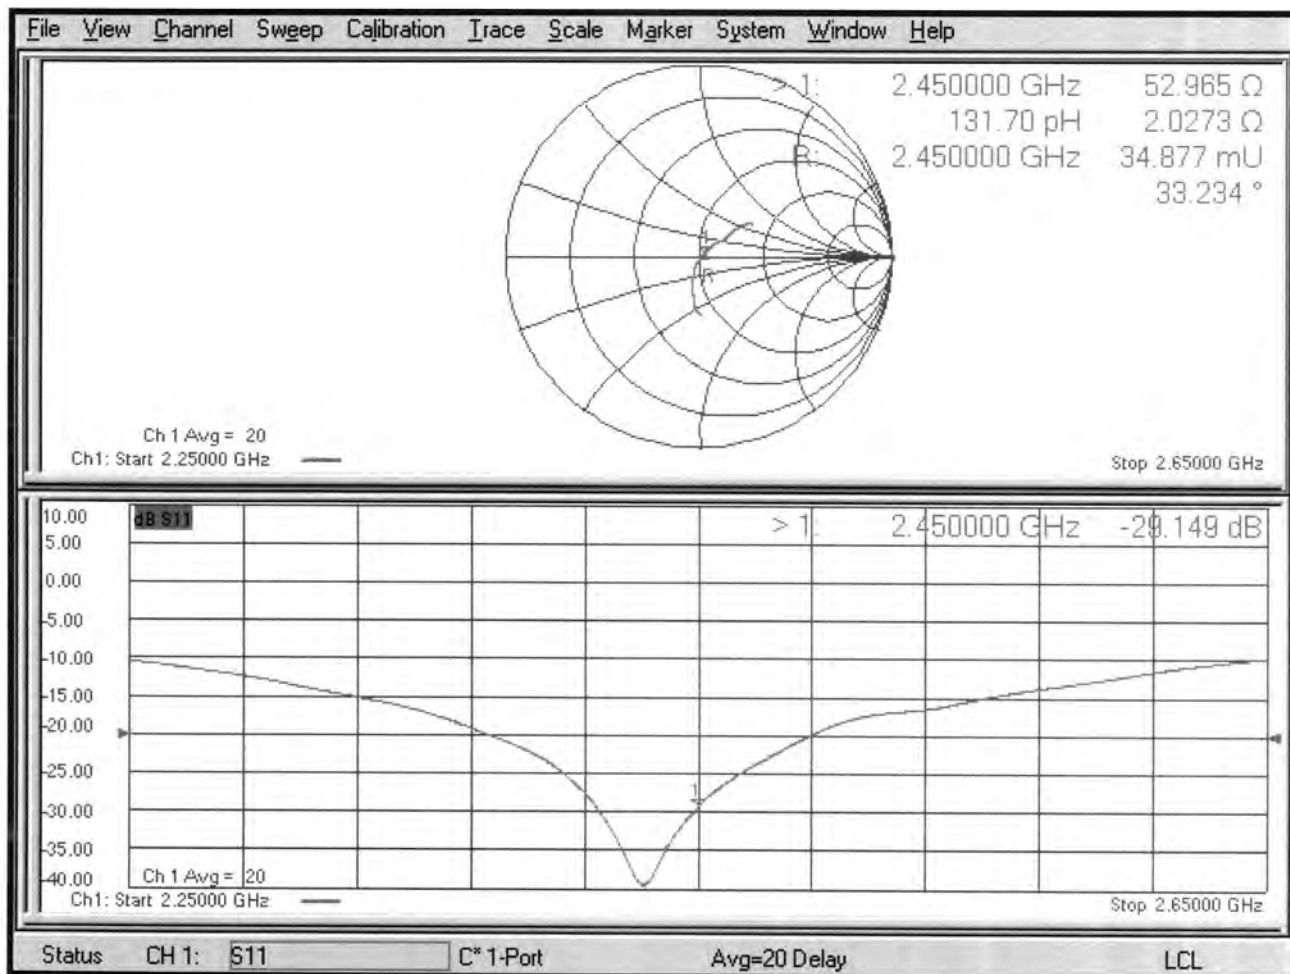 File View Channel Sweep Calibration Trace Scale Marker System Window Help
> 1: 2.450000 GHz 52.965 Ω
131.70 pH 2.0273 Ω
R: 2.450000 GHz 34.877 mU
33.234 °
Ch 1 Avg = 20
Ch1: Start 2.25000 GHz
Stop 2.65000 GHz
10.00
dB S11
> 1: 2.450000 GHz -29.149 dB
5.00
0.00
-5.00
-10.00
-15.00
-20.00
-25.00
1
-30.00
-35.00
-40.00
Ch 1 Avg = 20
Ch1: Start 2.25000 GHz
Stop 2.65000 GHz
Status CH 1: S11 C* 1-Port Avg=20 Delay LCL